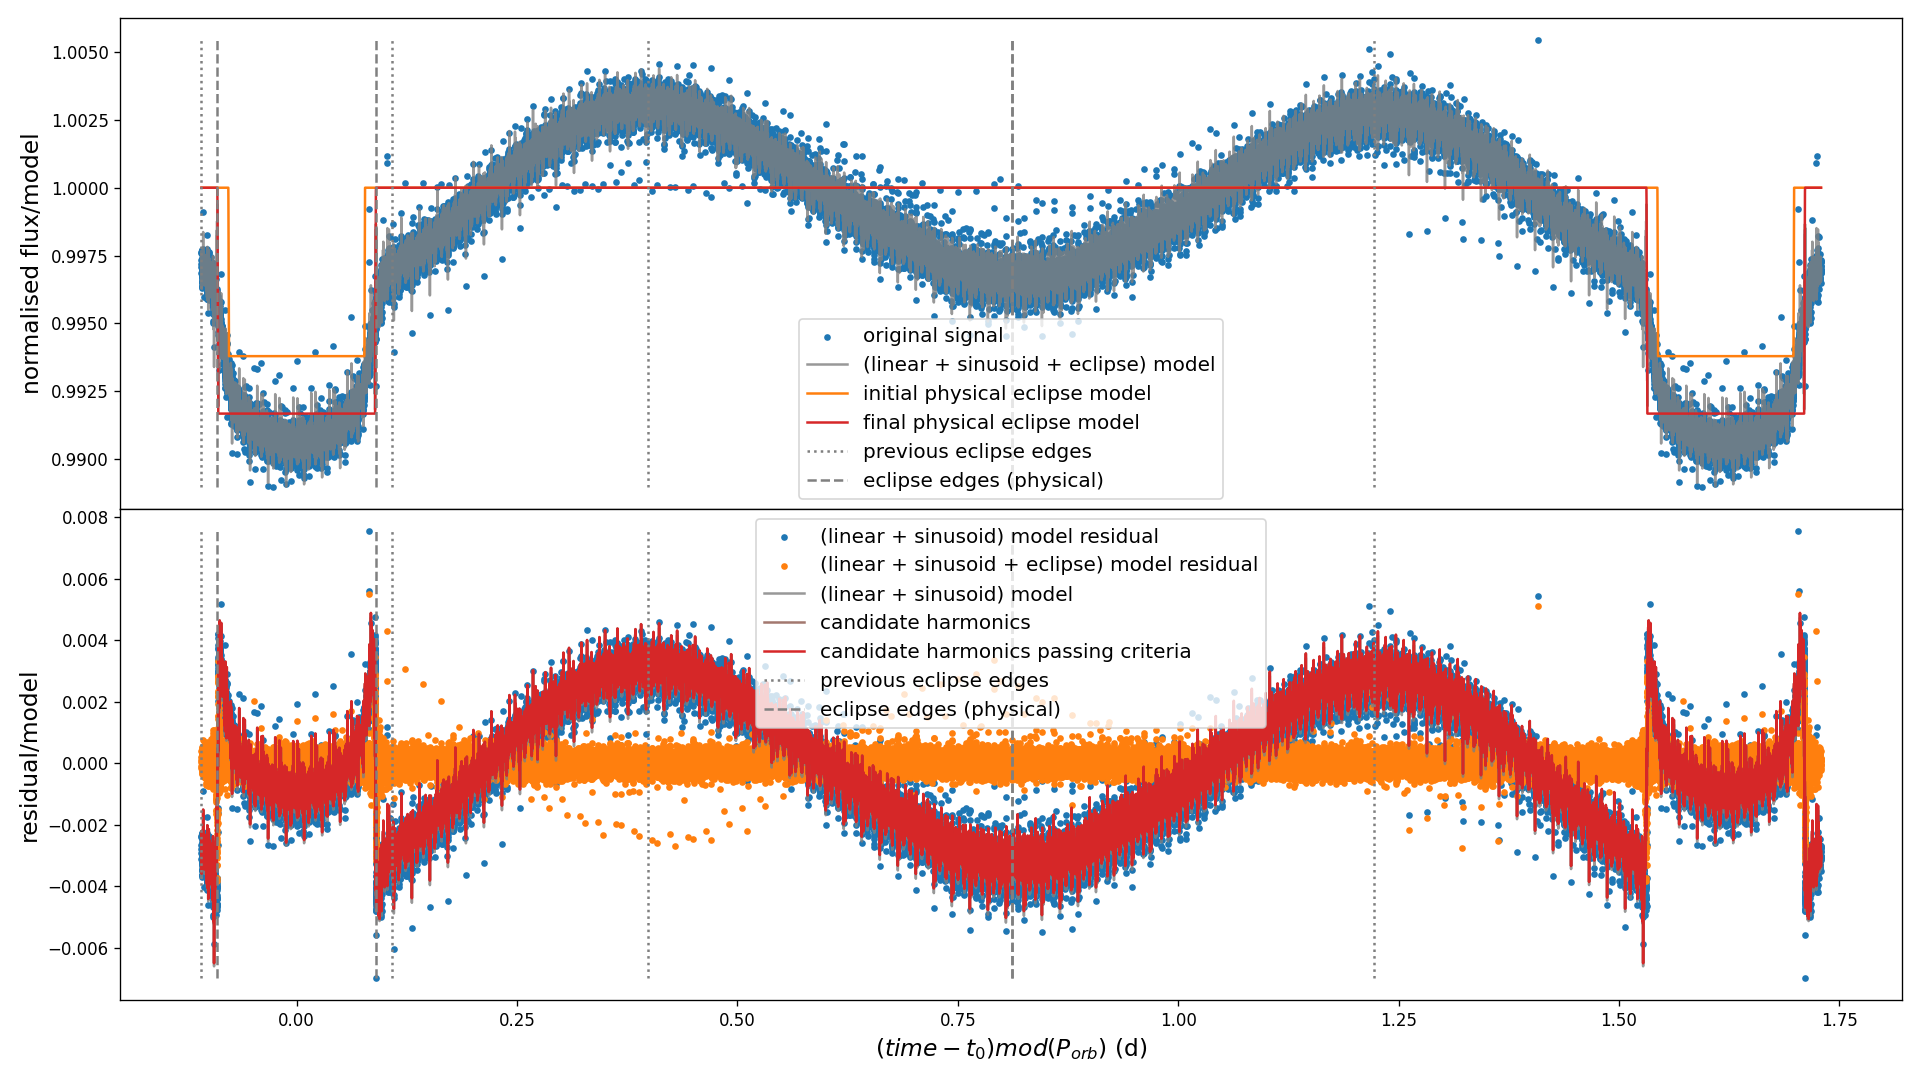 normalised flux/model
1.0050
1.0025
1.0000
0.9975
0.9950
0.9925
0.9900
original signal
(linear + sinusoid + eclipse) model
initial physical eclipse model
final physical eclipse model
previous eclipse edges
eclipse edges (physical)
residual/model
0.008
0.006
0.004
0.002
0.000
−0.002
−0.004
−0.006
(linear + sinusoid) model residual
(linear + sinusoid + eclipse) model residual
(linear + sinusoid) model
candidate harmonics
candidate harmonics passing criteria
previous eclipse edges
eclipse edges (physical)
0.00 0.25 0.50 0.75 1.00 1.25 1.50 1.75
(time − t₀)mod(P_orb) (d)